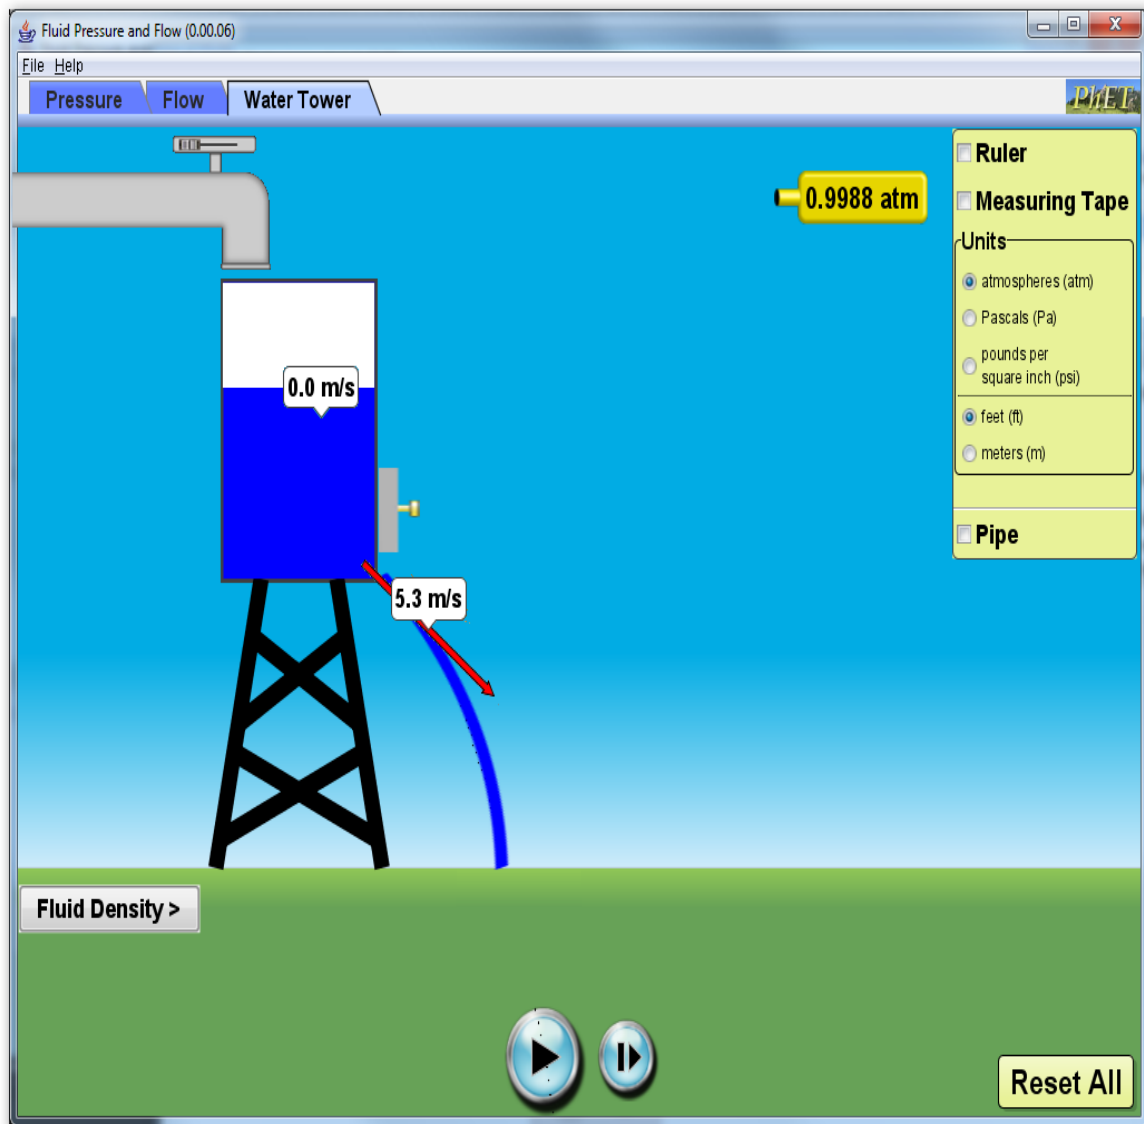 Fluid Pressure and Flow (0.00.06)
File Help
Pressure Flow Water Tower
PhET
0.9988 atm
Ruler
Measuring Tape
Units
atmospheres (atm)
Pascals (Pa)
pounds per
square inch (psi)
feet (ft)
meters (m)
Pipe
0.0 m/s
5.3 m/s
Fluid Density >
Reset All